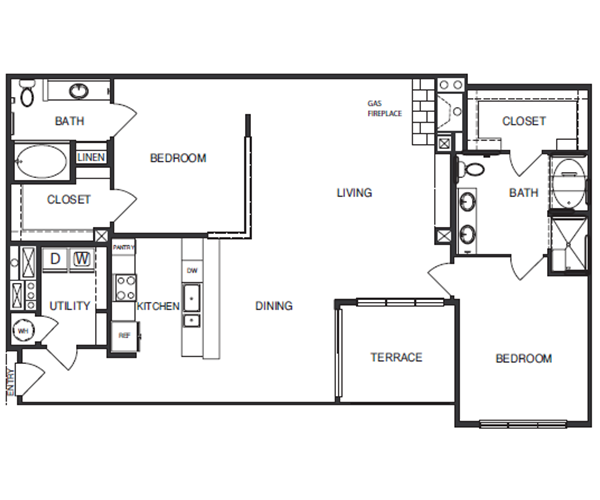 GAS
FIREPLACE
BATH
CLOSET
LINEN
BEDROOM
LIVING
BATH
CLOSET
PANTRY
D
W
DW
UTILITY
KITCHEN
DINING
WH
REF
TERRACE
BEDROOM
ENTRY